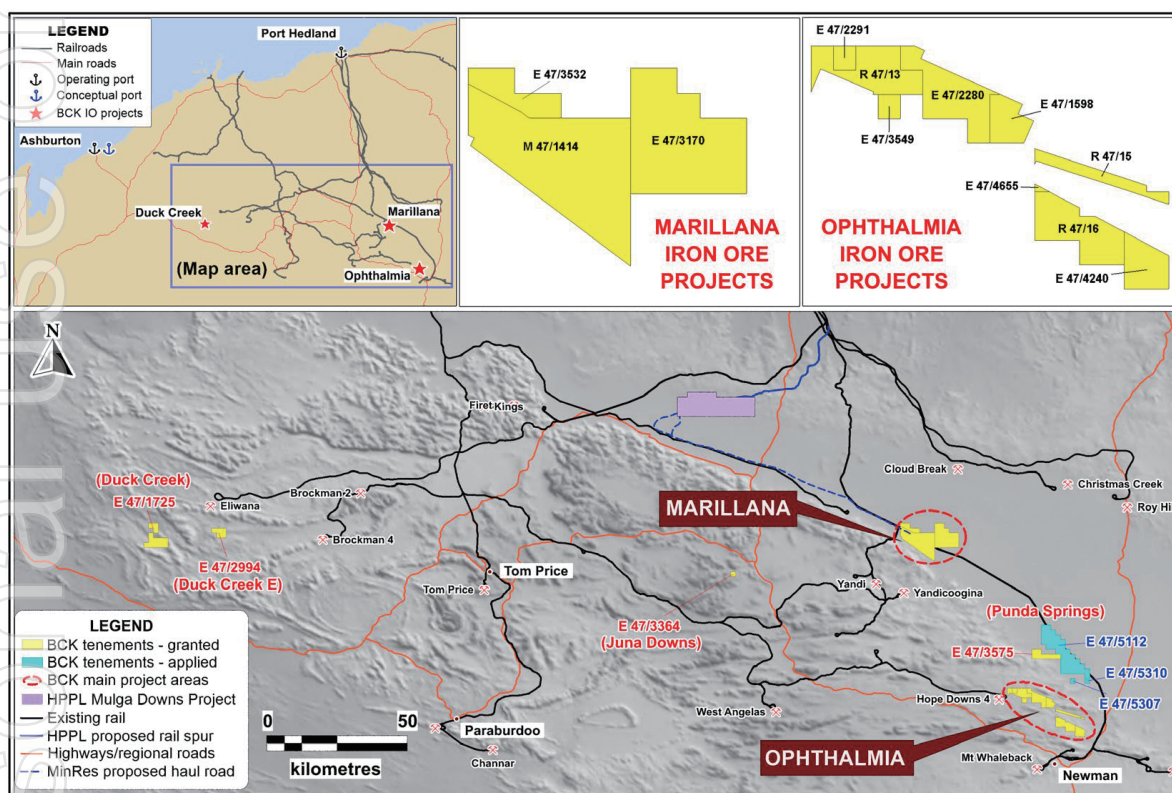 LEGEND
Railroads
Main roads
Operating port
Conceptual port
BCK IO projects
Port Hedland
Ashburton
Duck Creek
Marillana
(Map area)
Ophthalmia
E 47/3532
M 47/1414
E 47/3170
MARILLANA
IRON ORE
PROJECTS
E 47/2291
R 47/13
E 47/2280
E 47/1598
E 47/3549
R 47/15
E 47/4655
R 47/16
E 47/4240
OPHTHALMIA
IRON ORE
PROJECTS
N
Firet Kings
Cloud Break
Christmas Creek
Roy Hi
(Duck Creek)
E 47/1725
Eliwana
Brockman 2
Brockman 4
E 47/2994
(Duck Creek E)
MARILLANA
Tom Price
Tom Price
Yandi
Yandicoogina
E 47/3364
(Juna Downs)
(Punda Springs)
E 47/5112
E 47/3575
E 47/5310
E 47/5307
Hope Downs 4
West Angelas
Paraburdoo
Channar
OPHTHALMIA
Mt Whaleback
Newman
LEGEND
BCK tenements - granted
BCK tenements - applied
BCK main project areas
HPPL Mulga Downs Project
Existing rail
HPPL proposed rail spur
Highways/regional roads
MinRes proposed haul road
0 50
kilometres